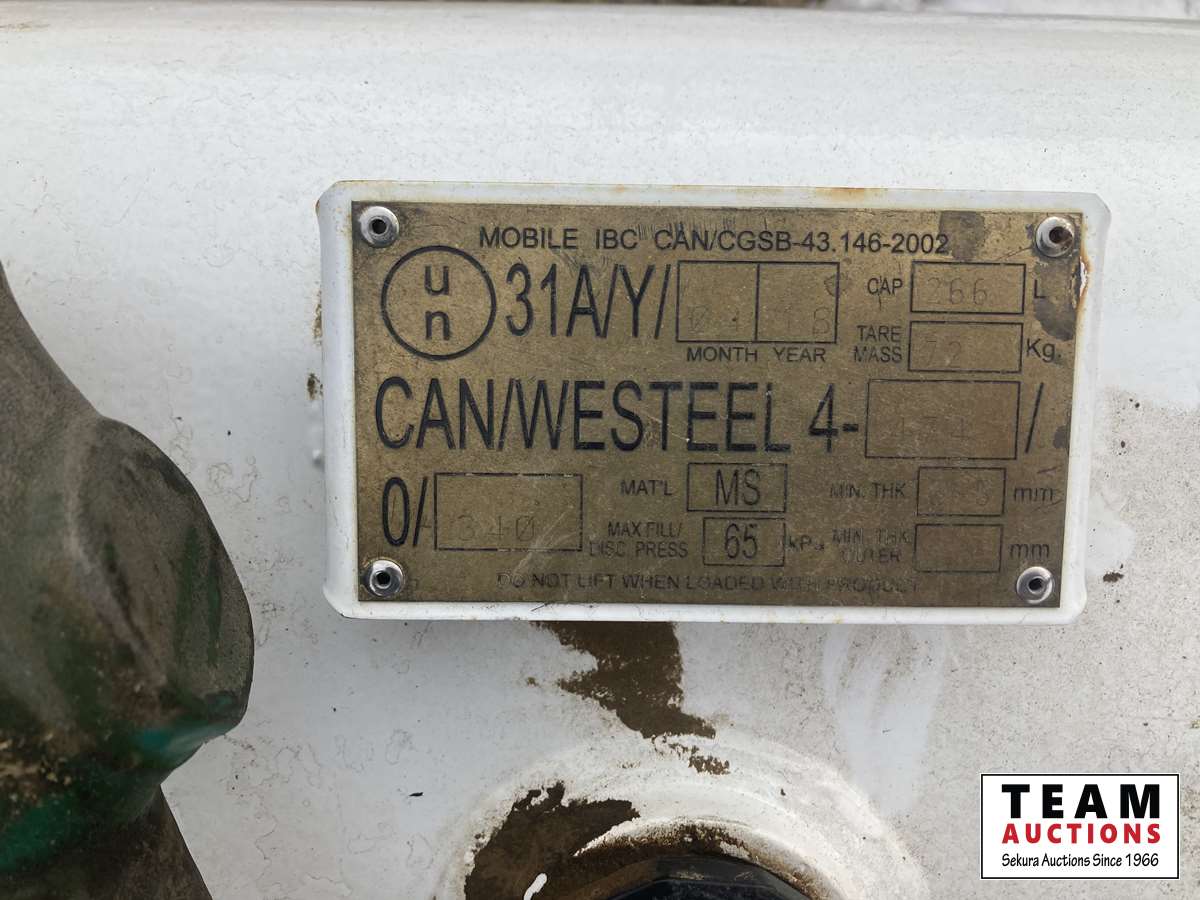 MOBILE IBC CAN/CGSB-43.146-2002
un 31A/Y/
MONTH YEAR
CAP 266 L
TARE MASS 72 Kg.
CAN/WESTEEL 4- /
0/ 340
MAT'L MS
MIN. THK mm
MAX FILL/ DISC. PRESS 65 kPa
MIN. THK OUTER mm
DO NOT LIFT WHEN LOADED WITH PRODUCT
TEAM
AUCTIONS
Sekura Auctions Since 1966